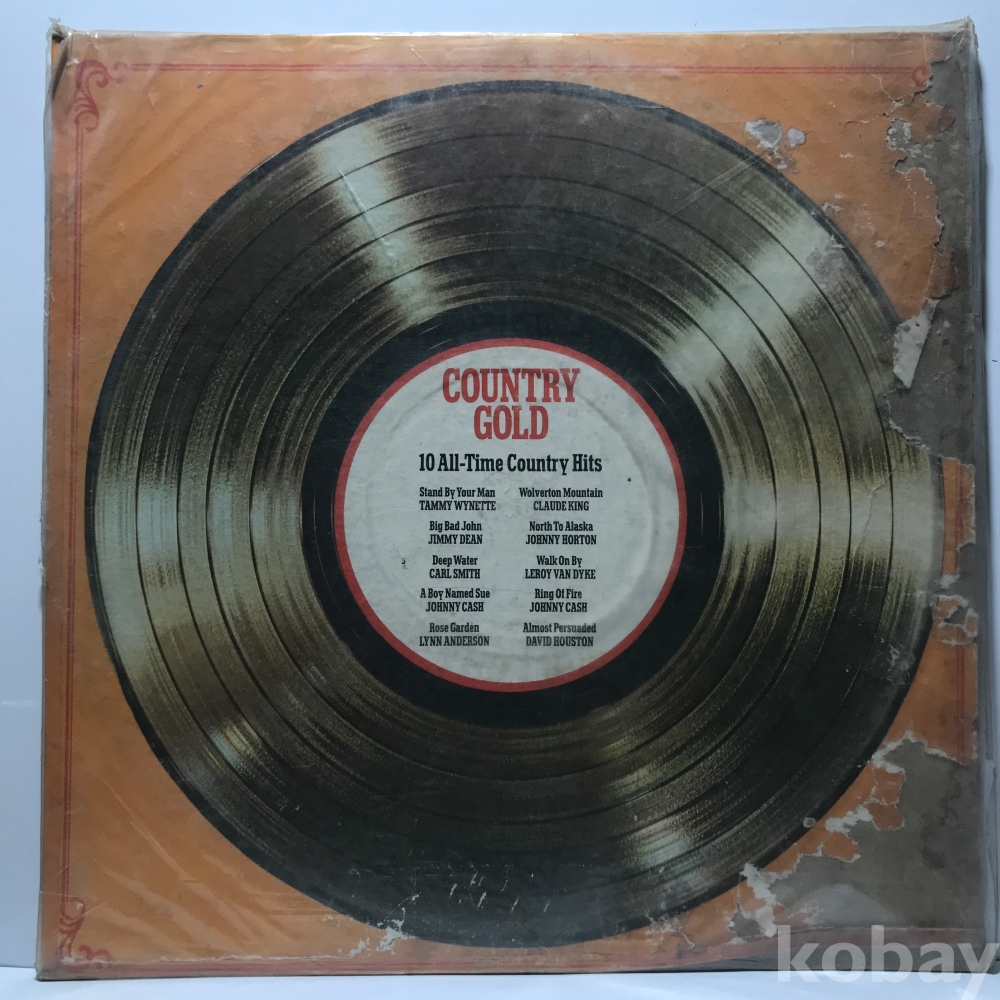 COUNTRY
GOLD
10 All-Time Country Hits
Stand By Your Man
TAMMY WYNETTE
Big Bad John
JIMMY DEAN
Deep Water
CARL SMITH
A Boy Named Sue
JOHNNY CASH
Rose Garden
LYNN ANDERSON
Wolverton Mountain
CLAUDE KING
North To Alaska
JOHNNY HORTON
Walk On By
LEROY VAN DYKE
Ring Of Fire
JOHNNY CASH
Almost Persuaded
DAVID HOUSTON
kobay